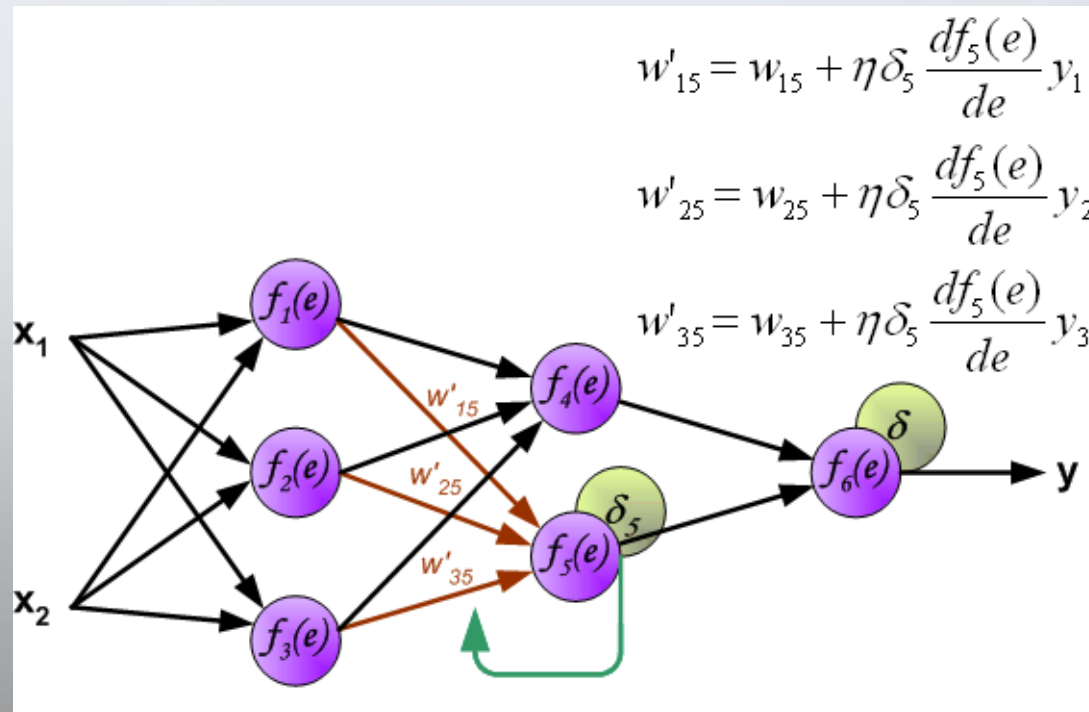 w'₁₅ = w₁₅ + ηδ₅ df₅(e)/de y₁
w'₂₅ = w₂₅ + ηδ₅ df₅(e)/de y₂
w'₃₅ = w₃₅ + ηδ₅ df₅(e)/de y₃
x₁
x₂
f₁(e)
f₂(e)
f₃(e)
w'₁₅
w'₂₅
w'₃₅
f₄(e)
δ₅
f₅(e)
δ
f₆(e)
y